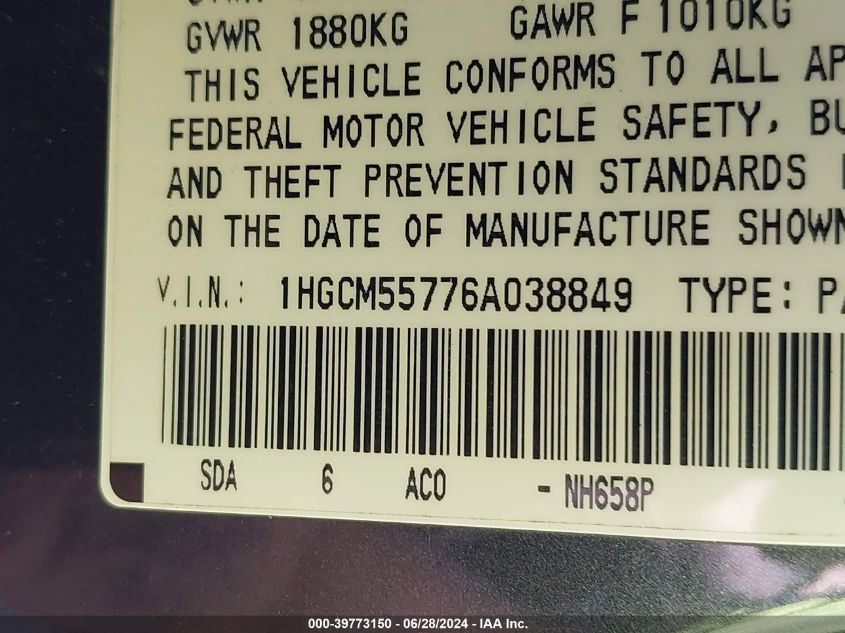 GVWR 1880KG GAWR F 1010KG
THIS VEHICLE CONFORMS TO ALL AP
FEDERAL MOTOR VEHICLE SAFETY, BU
AND THEFT PREVENTION STANDARDS
ON THE DATE OF MANUFACTURE SHOWN
V.I.N.: 1HGCM55776A038849 TYPE: PA
SDA 6 ACO - NH658P
000-39773150 - 06/28/2024 - IAA Inc.